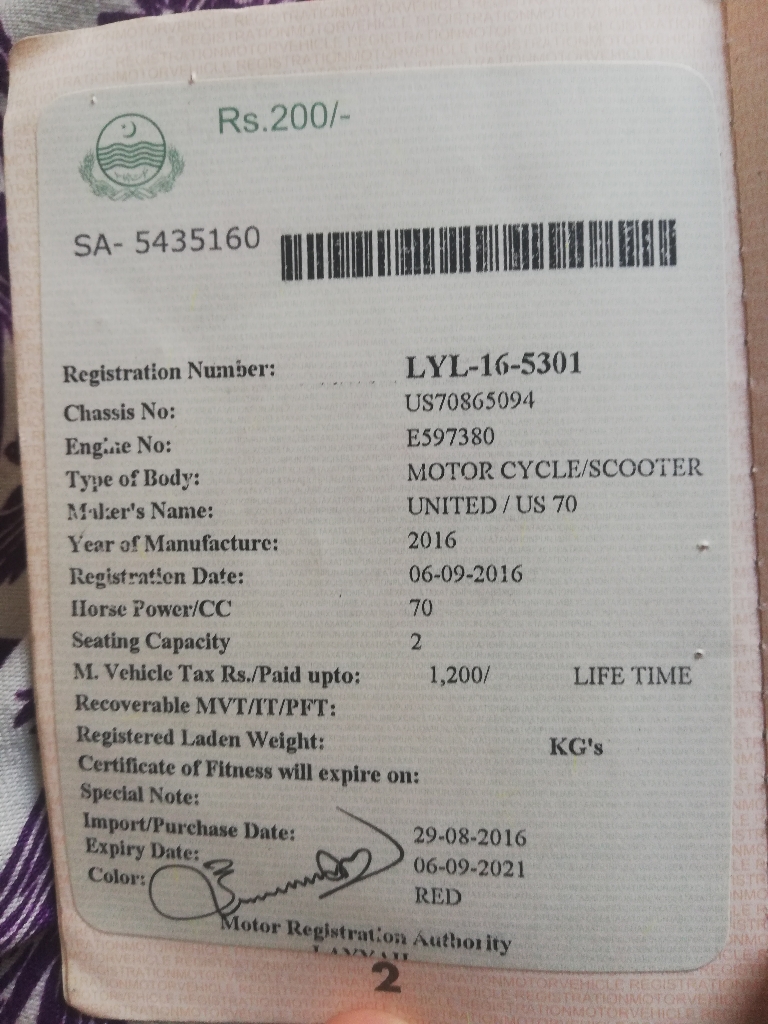 Rs.200/-
SA- 5435160
Registration Number: LYL-16-5301
Chassis No: US70865094
Engine No: E597380
Type of Body: MOTOR CYCLE/SCOOTER
Maker's Name: UNITED / US 70
Year of Manufacture: 2016
Registration Date: 06-09-2016
Horse Power/CC 70
Seating Capacity 2
M. Vehicle Tax Rs./Paid upto: 1,200/ LIFE TIME
Recoverable MVT/IT/PFT:
Registered Laden Weight: KG's
Certificate of Fitness will expire on:
Special Note:
Import/Purchase Date: 29-08-2016
Expiry Date: 06-09-2021
Color: RED
Motor Registration Authority
LAYYAH
2